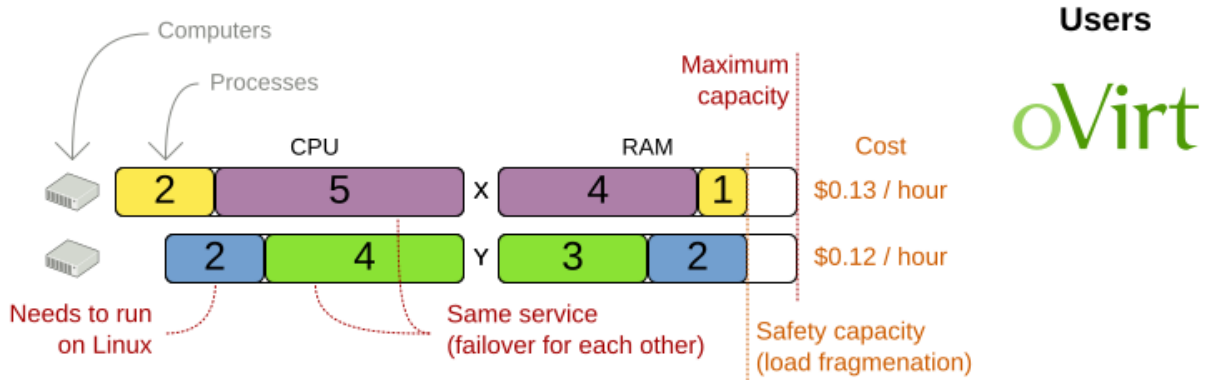 Users
oVirt
Computers
Processes
Maximum
capacity
CPU
RAM
Cost
2 5 X 4 1 $0.13 / hour
2 4 Y 3 2 $0.12 / hour
Needs to run
on Linux
Same service
(failover for each other)
Safety capacity
(load fragmenation)